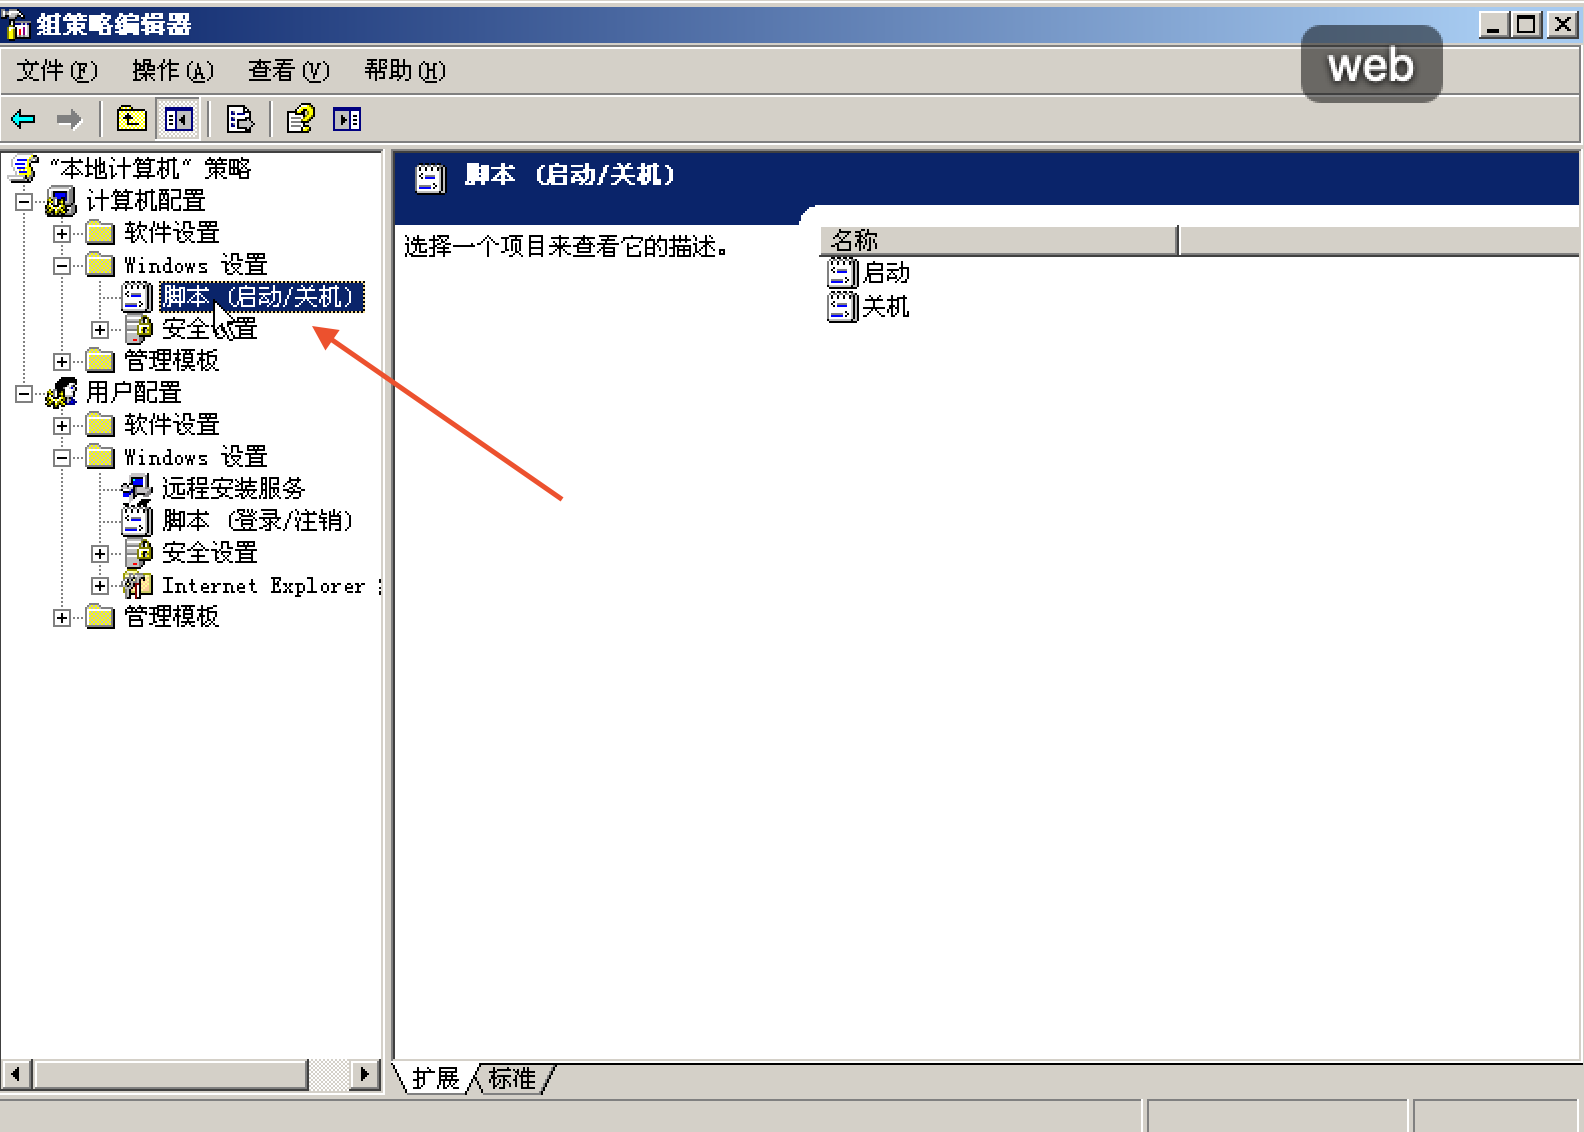 组策略编辑器
web
文件(F) 操作(A) 查看(V) 帮助(H)
“本地计算机“ 策略
计算机配置
软件设置
Windows 设置
脚本 (启动/关机)
安全设置
管理模板
用户配置
软件设置
Windows 设置
远程安装服务
脚本 (登录/注销)
安全设置
Internet Explorer
管理模板
脚本 (启动/关机)
选择一个项目来查看它的描述。
名称
启动
关机
扩展 标准